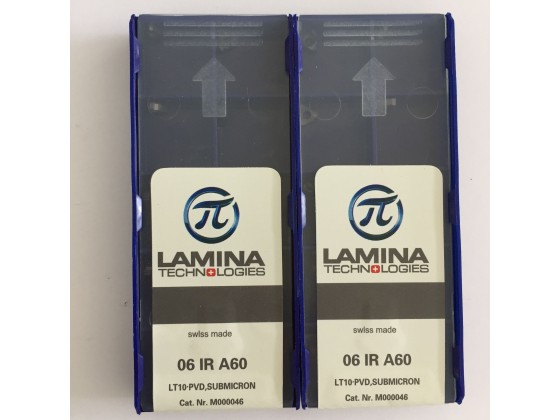 π
LAMINA
TECHNOLOGIES
swiss made
06 IR A60
LT10-PVD,SUBMICRON
Cat. Nr. M000046
π
LAMINA
TECHNOLOGIES
swiss made
06 IR A60
LT10-PVD,SUBMICRON
Cat. Nr. M000046